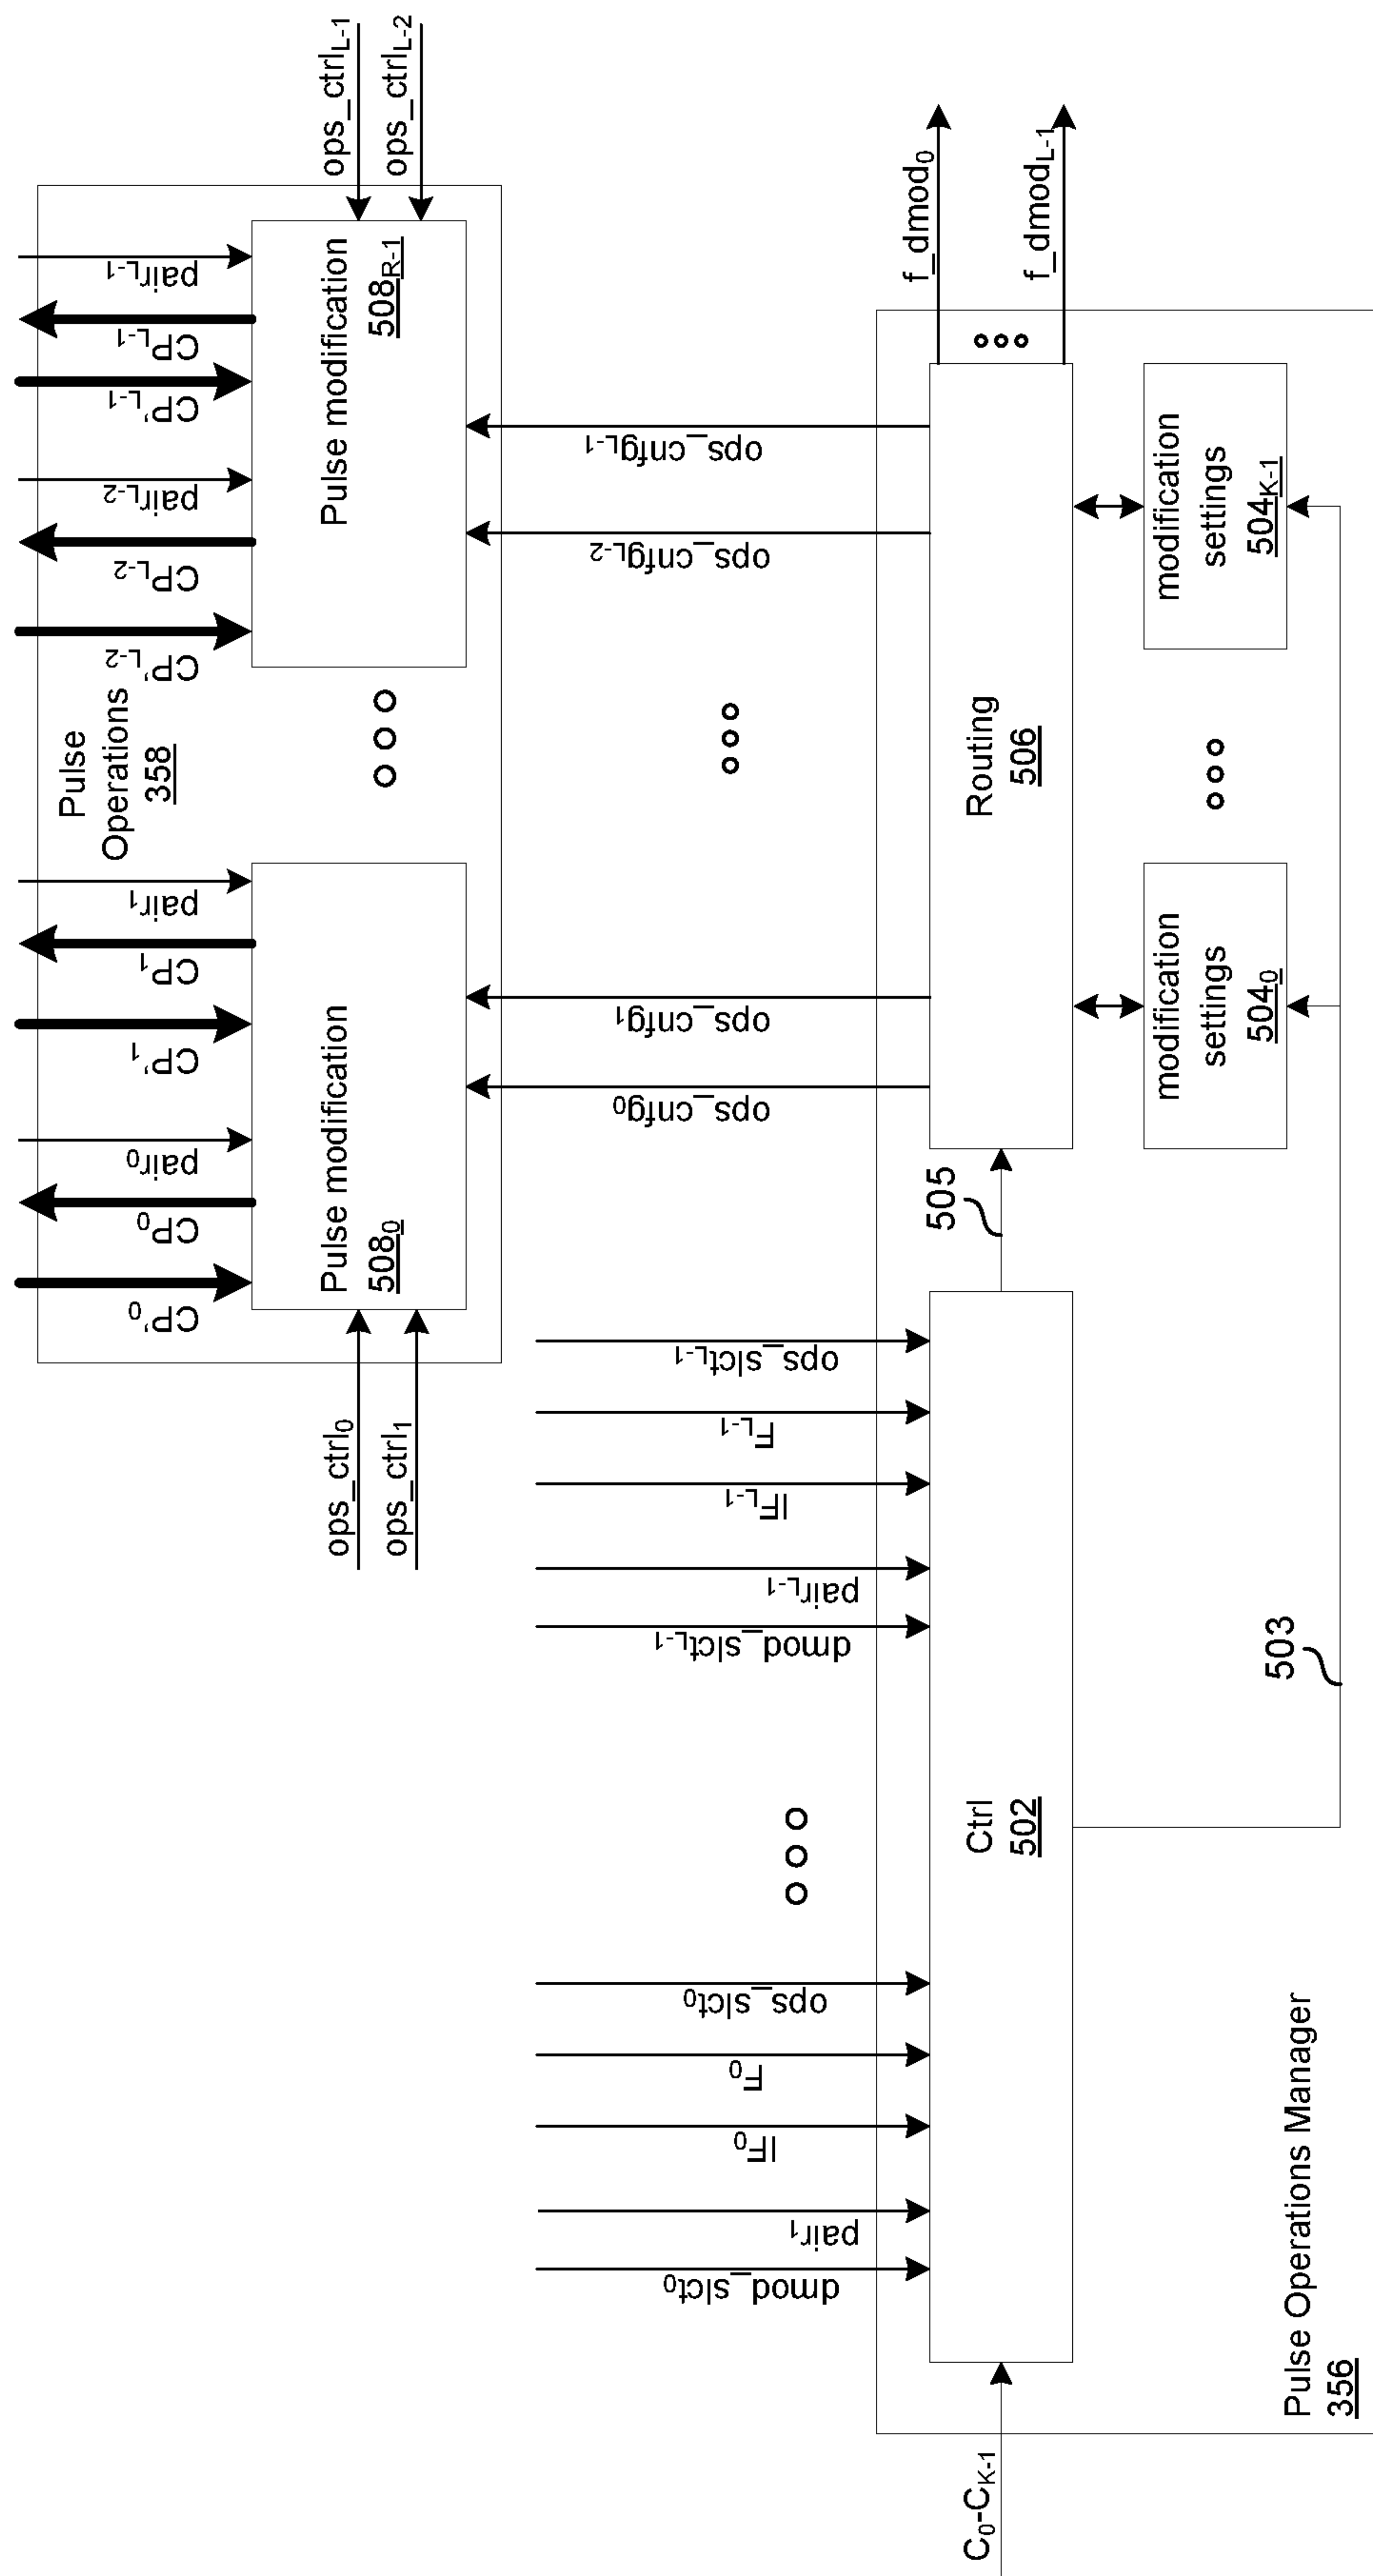 CP'₀
CP₀
pair₀
CP'₁
CP₁
pair₁
Pulse
Operations
358
CP'L-2
CPL-2
pairL-2
CP'L-1
CPL-1
pairL-1
ops_ctrl₀
ops_ctrl₁
Pulse modification
508₀
Pulse modification
508R-1
ops_ctrlL-1
ops_ctrlL-2
ops_cnfg₀
ops_cnfg₁
ops_cnfgL-2
ops_cnfgL-1
dmod_slct₀
pair₁
IF₀
F₀
ops_slct₀
dmod_slctL-1
pairL-1
IFL-1
FL-1
ops_slctL-1
C₀-CK-1
Ctrl
502
505
Routing
506
f_dmod₀
f_dmodL-1
modification
settings
504₀
modification
settings
504K-1
503
Pulse Operations Manager
356